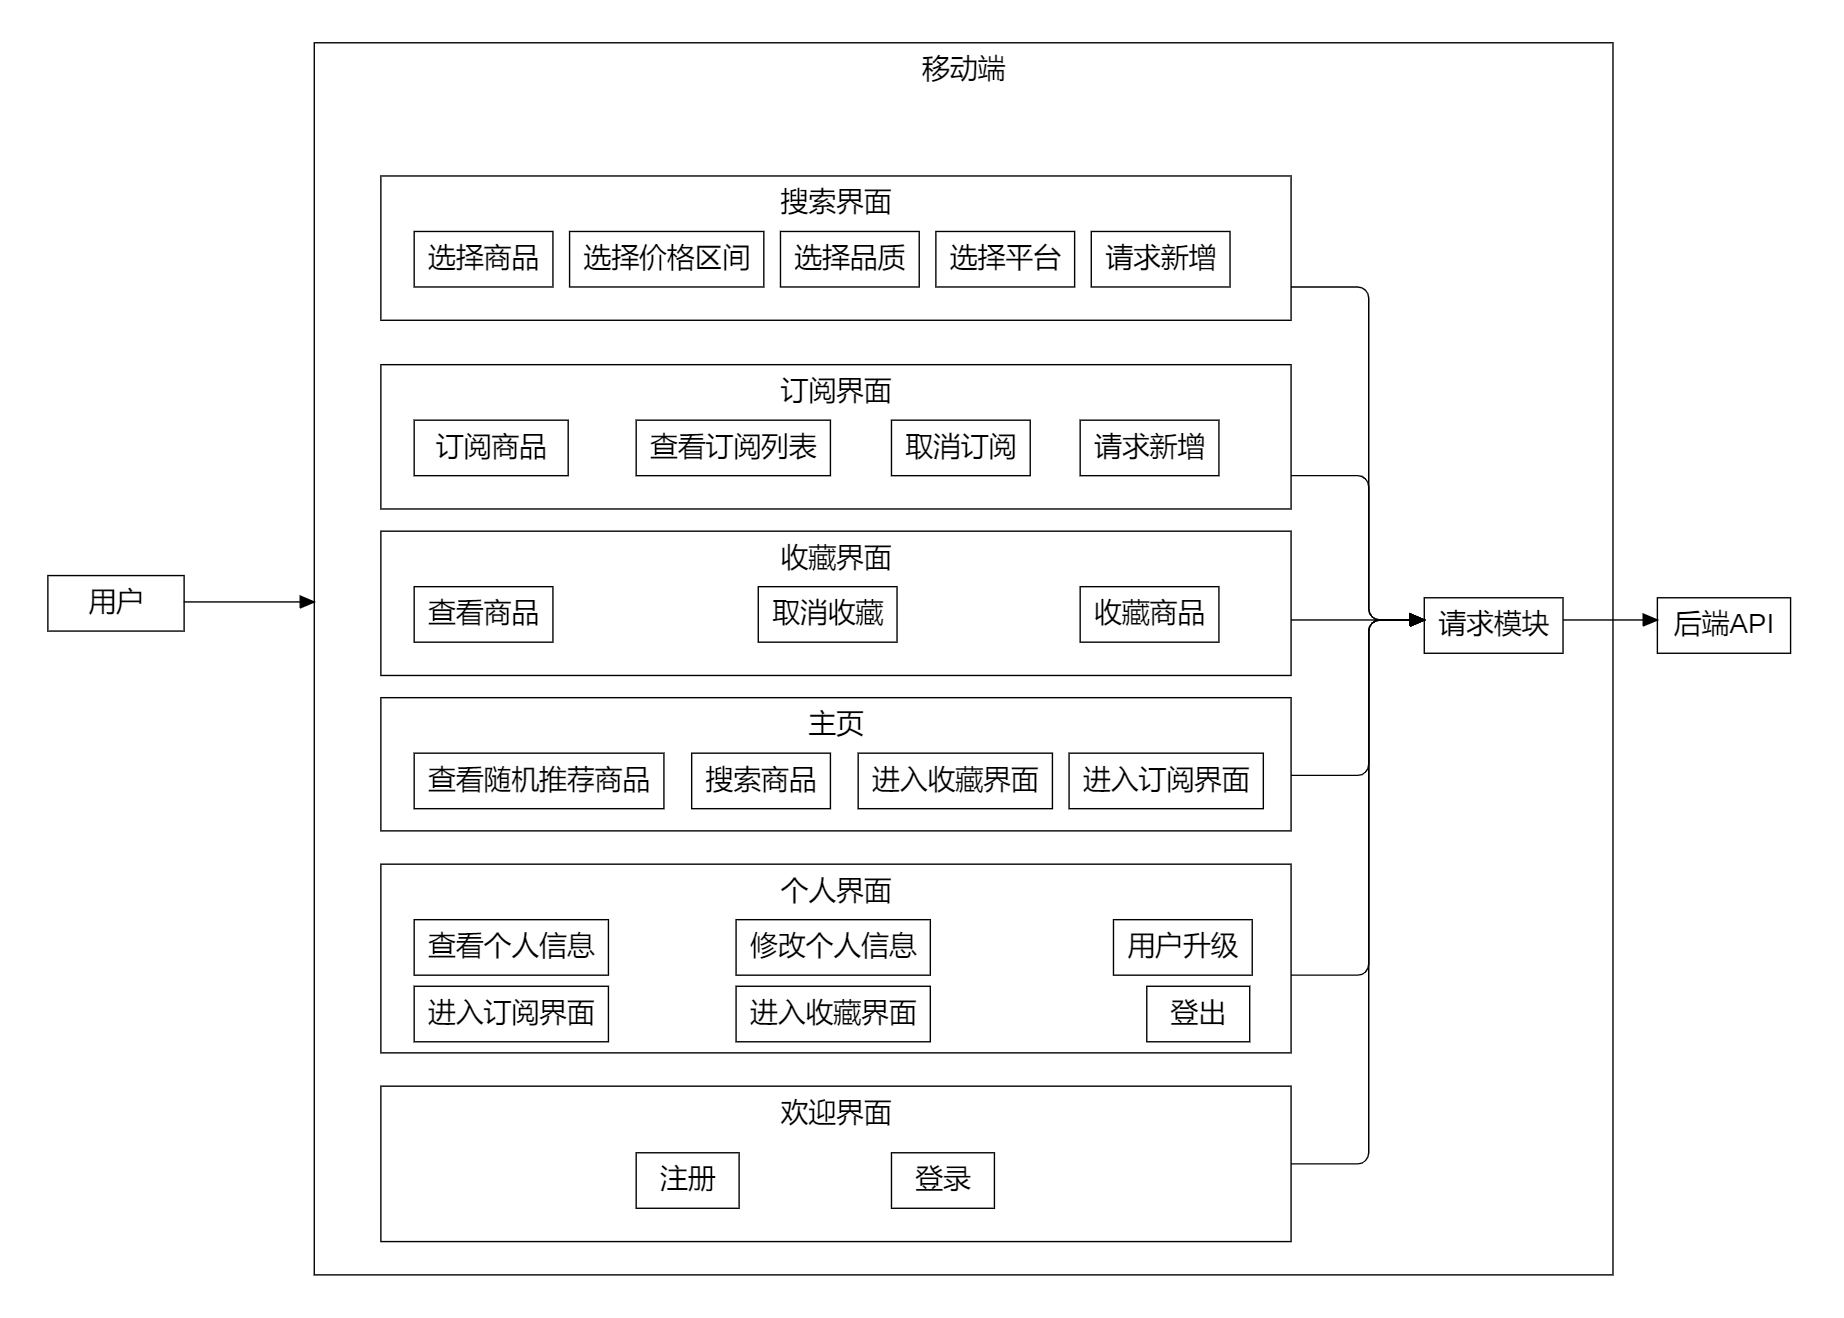 移动端
搜索界面
选择商品
选择价格区间
选择品质
选择平台
请求新增
订阅界面
订阅商品
查看订阅列表
取消订阅
请求新增
收藏界面
查看商品
取消收藏
收藏商品
用户
请求模块
后端API
主页
查看随机推荐商品
搜索商品
进入收藏界面
进入订阅界面
个人界面
查看个人信息
修改个人信息
用户升级
进入订阅界面
进入收藏界面
登出
欢迎界面
注册
登录